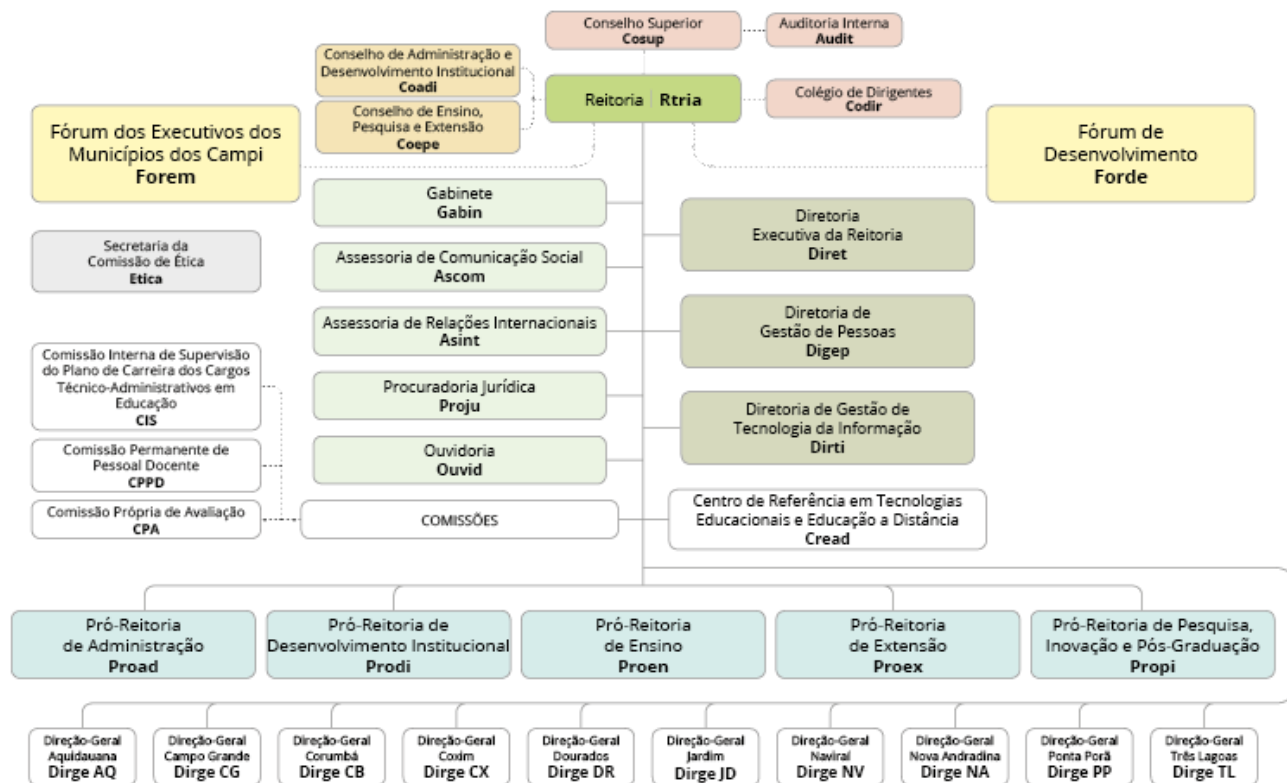 Conselho Superior
Cosup
Auditoria Interna
Audit
Conselho de Administração e
Desenvolvimento Institucional
Coadi
Reitoria | Rtria
Colégio de Dirigentes
Codir
Conselho de Ensino,
Pesquisa e Extensão
Coepe
Fórum dos Executivos dos
Municípios dos Campi
Forem
Fórum de
Desenvolvimento
Forde
Gabinete
Gabin
Diretoria
Executiva da Reitoria
Diret
Secretaria da
Comissão de Ética
Etica
Assessoria de Comunicação Social
Ascom
Assessoria de Relações Internacionais
Asint
Diretoria de
Gestão de Pessoas
Digep
Comissão Interna de Supervisão
do Plano de Carreira dos Cargos
Técnico-Administrativos em
Educação
CIS
Procuradoria Jurídica
Proju
Diretoria de Gestão de
Tecnologia da Informação
Dirti
Comissão Permanente de
Pessoal Docente
CPPD
Ouvidoria
Ouvid
Comissão Própria de Avaliação
CPA
COMISSÕES
Centro de Referência em Tecnologias
Educacionais e Educação a Distância
Cread
Pró-Reitoria
de Administração
Proad
Pró-Reitoria de
Desenvolvimento Institucional
Prodi
Pró-Reitoria
de Ensino
Proen
Pró-Reitoria
de Extensão
Proex
Pró-Reitoria de Pesquisa,
Inovação e Pós-Graduação
Propi
Direção-Geral
Aquidauana
Dirge AQ
Direção-Geral
Campo Grande
Dirge CG
Direção-Geral
Corumbá
Dirge CB
Direção-Geral
Coxim
Dirge CX
Direção-Geral
Dourados
Dirge DR
Direção-Geral
Jardim
Dirge JD
Direção-Geral
Naviraí
Dirge NV
Direção-Geral
Nova Andradina
Dirge NA
Direção-Geral
Ponta Porã
Dirge PP
Direção-Geral
Três Lagoas
Dirge TL